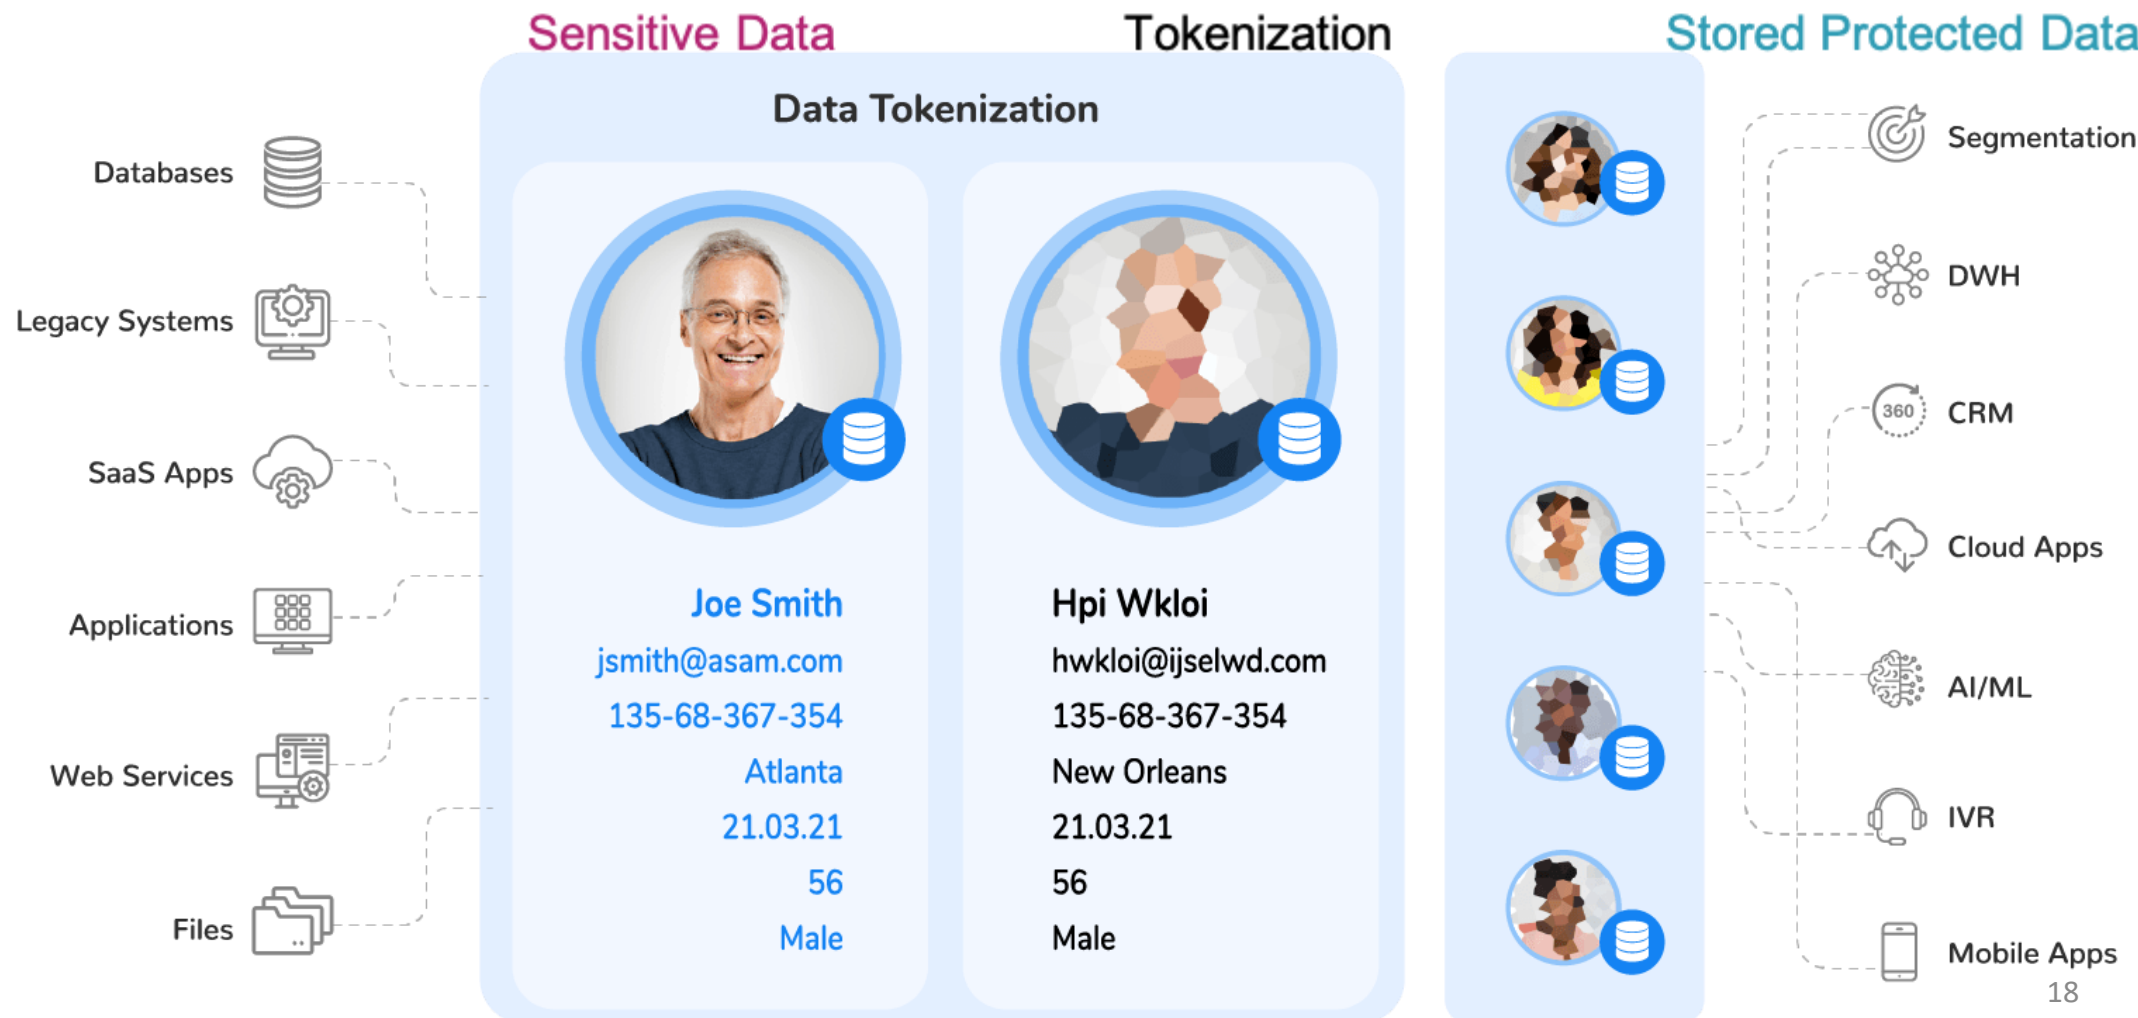 Sensitive Data
Tokenization
Stored Protected Data
Data Tokenization
Databases
Legacy Systems
SaaS Apps
Applications
Web Services
Files
Joe Smith
jsmith@asam.com
135-68-367-354
Atlanta
21.03.21
56
Male
Hpi Wkloi
hwkloi@ijselwd.com
135-68-367-354
New Orleans
21.03.21
56
Male
Segmentation
DWH
360
CRM
Cloud Apps
AI/ML
IVR
Mobile Apps
18